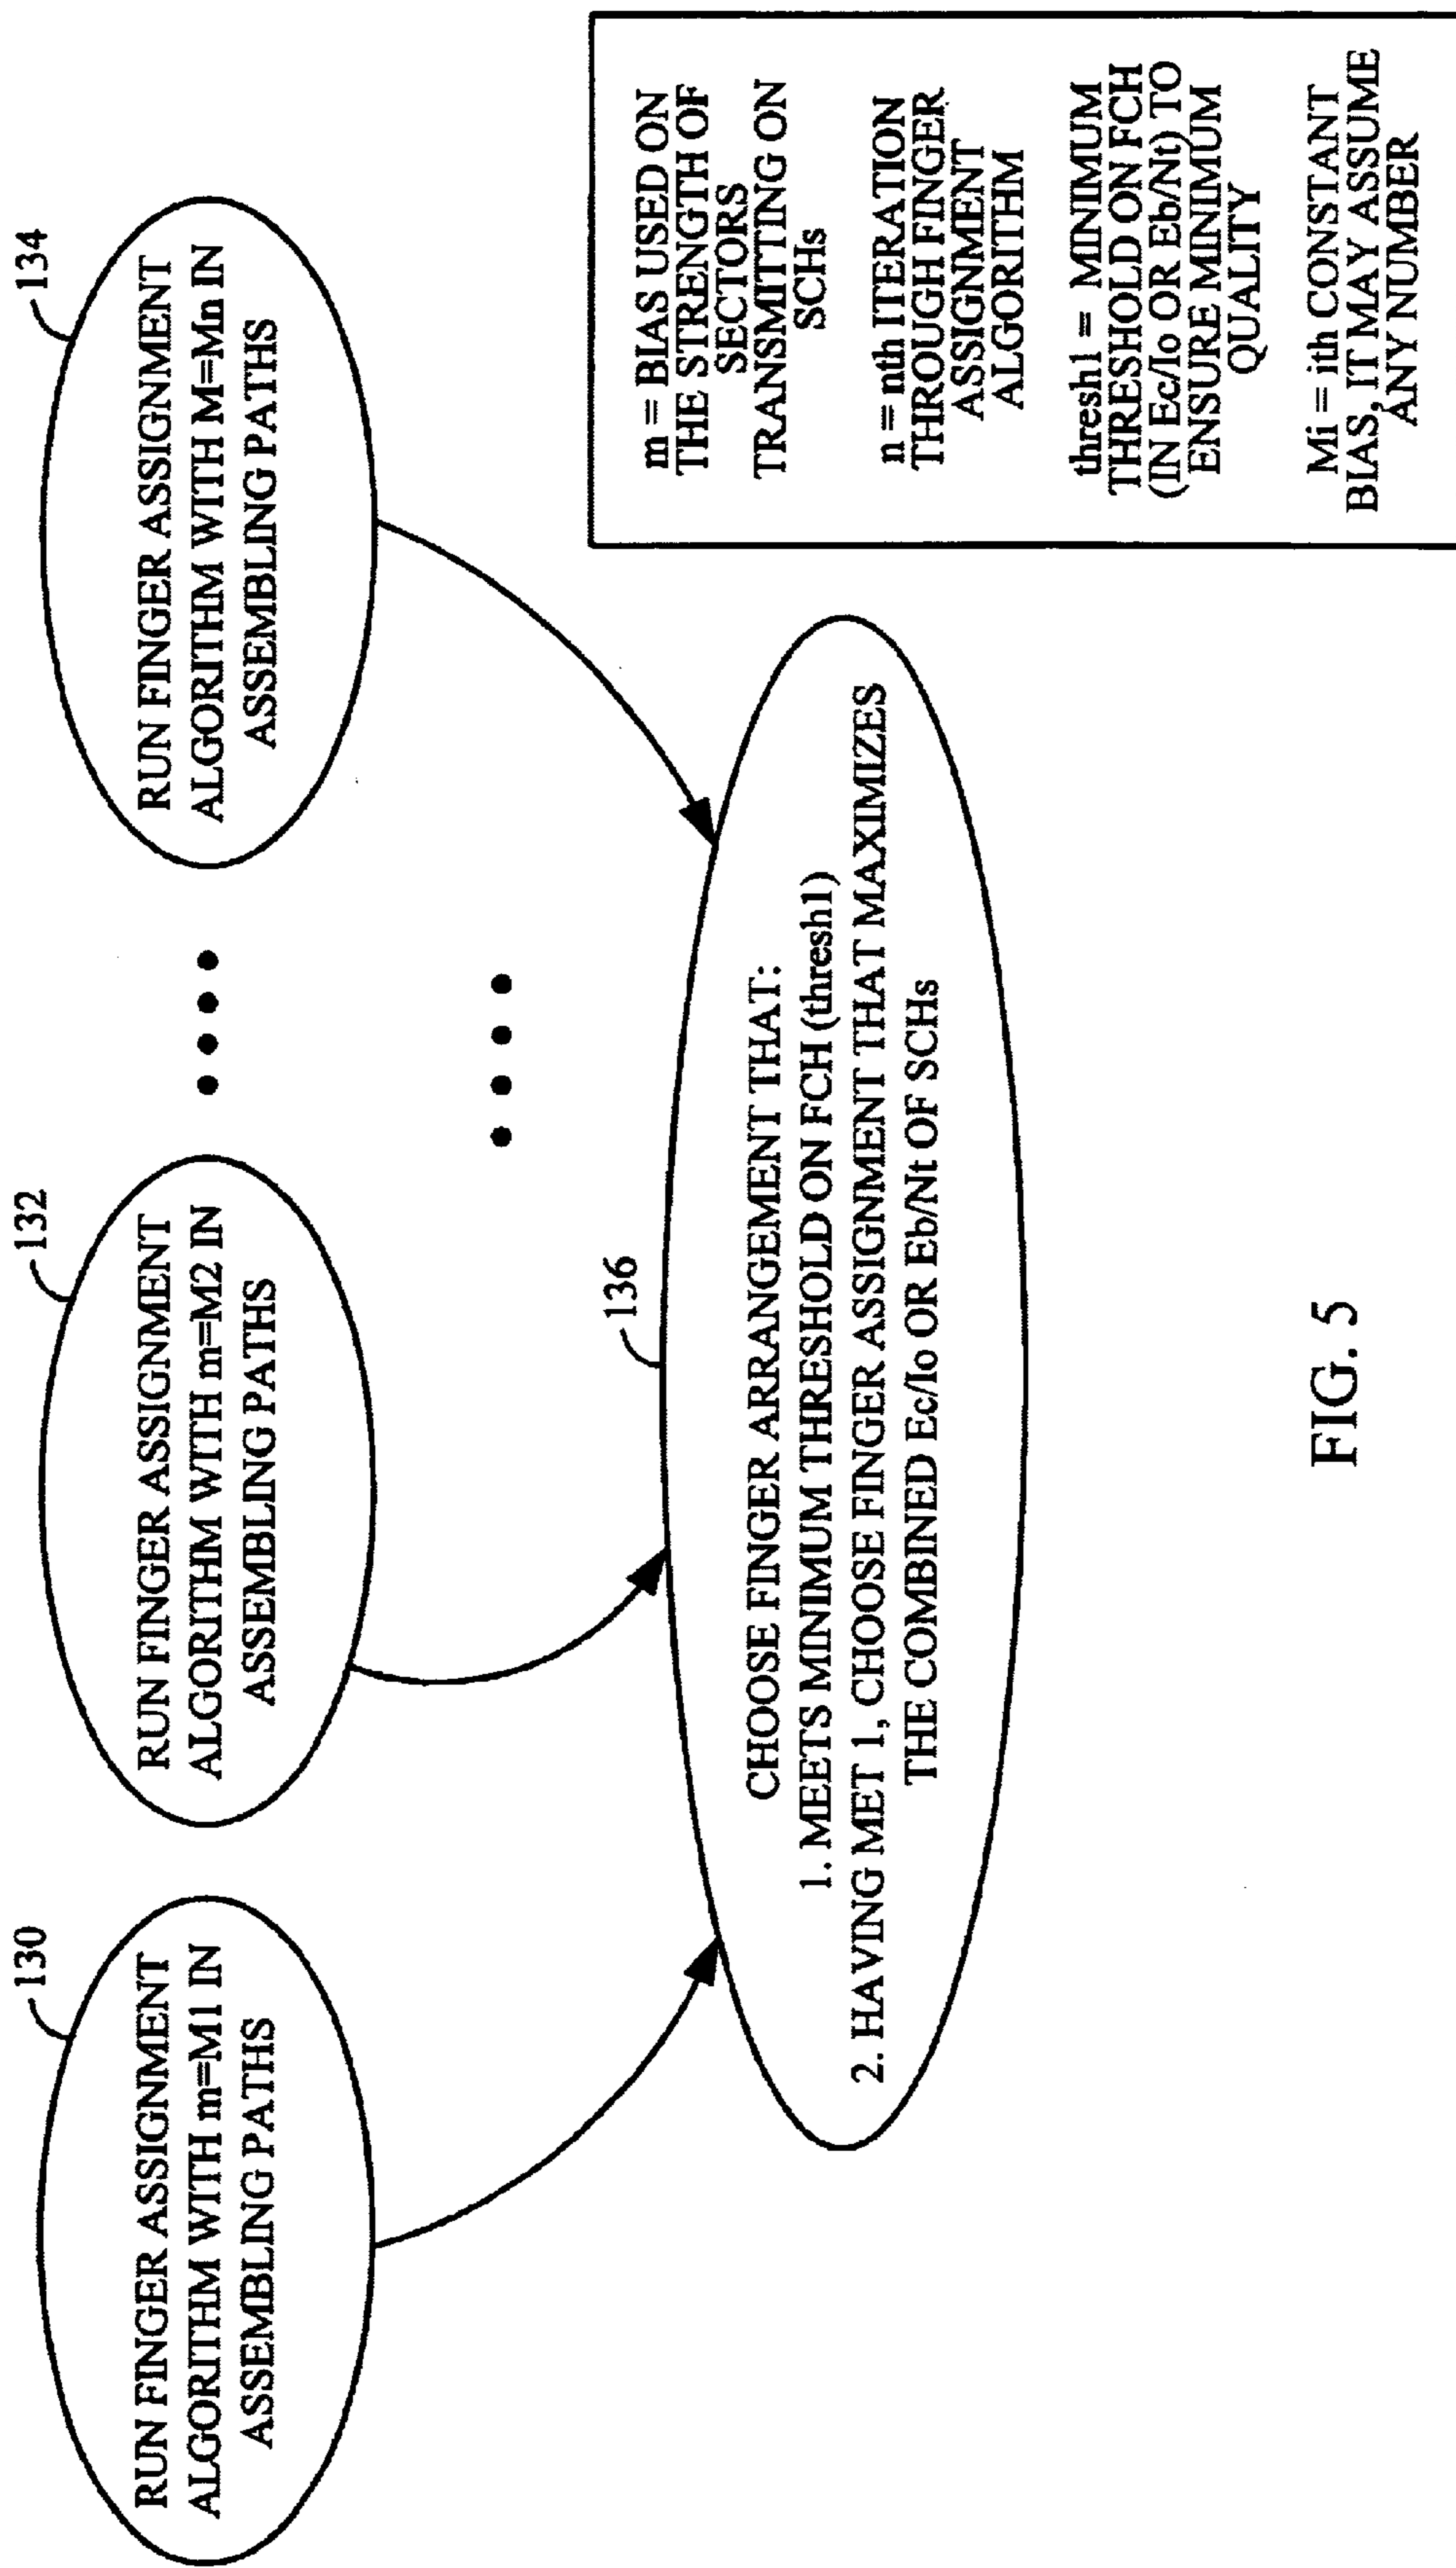 130
RUN FINGER ASSIGNMENT
ALGORITHM WITH m=M1 IN
ASSEMBLING PATHS
132
RUN FINGER ASSIGNMENT
ALGORITHM WITH m=M2 IN
ASSEMBLING PATHS
134
RUN FINGER ASSIGNMENT
ALGORITHM WITH M=Mn IN
ASSEMBLING PATHS
136
CHOOSE FINGER ARRANGEMENT THAT:
1. MEETS MINIMUM THRESHOLD ON FCH (thresh1)
2. HAVING MET 1, CHOOSE FINGER ASSIGNMENT THAT MAXIMIZES
THE COMBINED Ec/Io OR Eb/Nt OF SCHs
m = BIAS USED ON
THE STRENGTH OF
SECTORS
TRANSMITTING ON
SCHs
n = nth ITERATION
THROUGH FINGER
ASSIGNMENT
ALGORITHM
thresh1 = MINIMUM
THRESHOLD ON FCH
(IN Ec/Io OR Eb/Nt) TO
ENSURE MINIMUM
QUALITY
Mi = ith CONSTANT
BIAS, IT MAY ASSUME
ANY NUMBER
FIG. 5